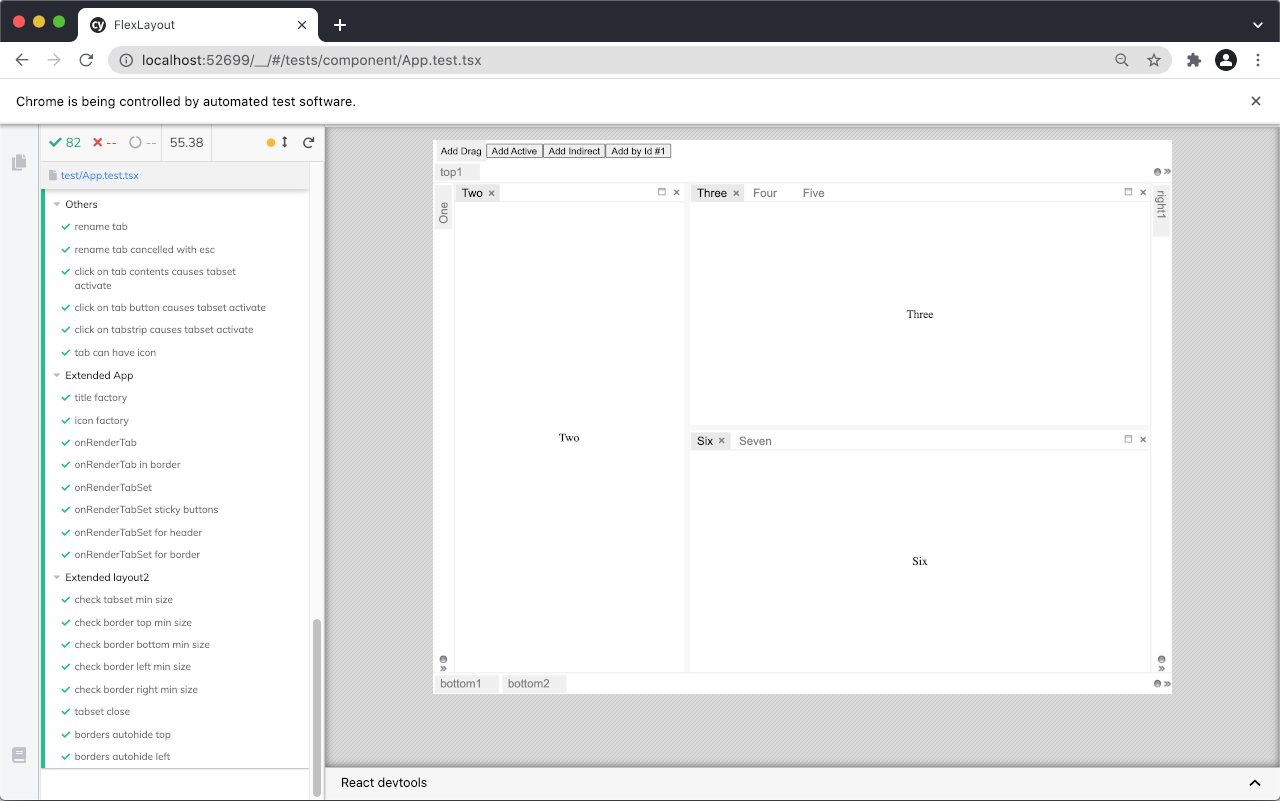 cy FlexLayout
localhost:52699/__/#/tests/component/App.test.tsx
Chrome is being controlled by automated test software.
82 -- -- 55.38
test/App.test.tsx
Others
rename tab
rename tab cancelled with esc
click on tab contents causes tabset
activate
click on tab button causes tabset activate
click on tabstrip causes tabset activate
tab can have icon
Extended App
title factory
icon factory
onRenderTab
onRenderTab in border
onRenderTabSet
onRenderTabSet sticky buttons
onRenderTabSet for header
onRenderTabSet for border
Extended layout2
check tabset min size
check border top min size
check border bottom min size
check border left min size
check border right min size
tabset close
borders autohide top
borders autohide left
Add Drag Add Active Add Indirect Add by Id #1
top1
One
Two
Two
Three Four Five
Three
Six Seven
Six
right1
bottom1 bottom2
React devtools